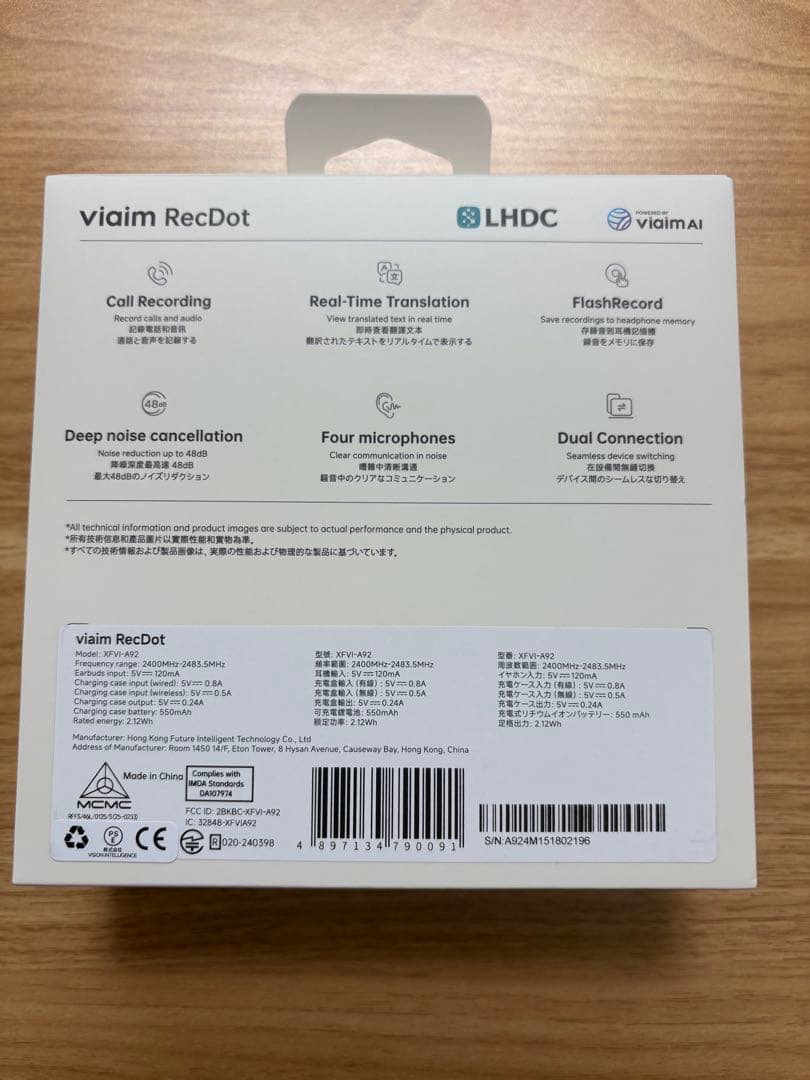 viaim RecDot
LHDC
POWERED BY
viaim AI
Call Recording
Record calls and audio
記錄電話和音訊
通話と音声を記録する
Real-Time Translation
View translated text in real time
即時查看翻譯文本
翻訳されたテキストをリアルタイムで表示する
FlashRecord
Save recordings to headphone memory
存錄音到耳機記憶體
録音をメモリに保存
48dB
Deep noise cancellation
Noise reduction up to 48dB
降噪深度最高達 48dB
最大48dBのノイズリダクション
Four microphones
Clear communication in noise
嘈雜中清晰溝通
騒音中のクリアなコミュニケーション
Dual Connection
Seamless device switching
在設備間無縫切換
デバイス間のシームレスな切り替え
*All technical information and product images are subject to actual performance and the physical product.
*所有技術信息和產品圖片以實際性能和實物為準。
*すべての技術情報および製品画像は、実際の性能および物理的な製品に基づいています。
viaim RecDot
Model: XFVI-A92
Frequency range: 2400MHz-2483.5MHz
Earbuds input: 5V⎓120mA
Charging case input (wired): 5V⎓0.8A
Charging case input (wireless): 5V⎓0.5A
Charging case output: 5V⎓0.24A
Charging case battery: 550mAh
Rated energy: 2.12Wh
型號: XFVI-A92
頻率範圍: 2400MHz-2483.5MHz
耳機輸入: 5V⎓120mA
充電盒輸入 (有線) : 5V⎓0.8A
充電盒輸入 (無線) : 5V⎓0.5A
充電盒輸出: 5V⎓0.24A
可充電鋰電池: 550mAh
額定功率: 2.12Wh
型番: XFVI-A92
周波数範囲: 2400MHz-2483.5MHz
イヤホン入力: 5V⎓120mA
充電ケース入力 (有線) : 5V⎓0.8A
充電ケース入力 (無線) : 5V⎓0.5A
充電ケース出力: 5V⎓0.24A
充電式リチウムイオンバッテリー: 550 mAh
定格出力: 2.12Wh
Manufacturer: Hong Kong Future Intelligent Technology Co., Ltd
Address of Manufacturer: Room 1450 14/F, Eton Tower, 8 Hysan Avenue, Causeway Bay, Hong Kong, China
MCMC
Made in China
Complies with
IMDA Standards
DA107974
FCC ID: 2BKBC-XFVI-A92
IC: 32848-XFVIA92
R 020-240398
PS
E
株式会社
VISION INTELLIGENCE
CE
4 897134 790091
S/N: A924M151802196